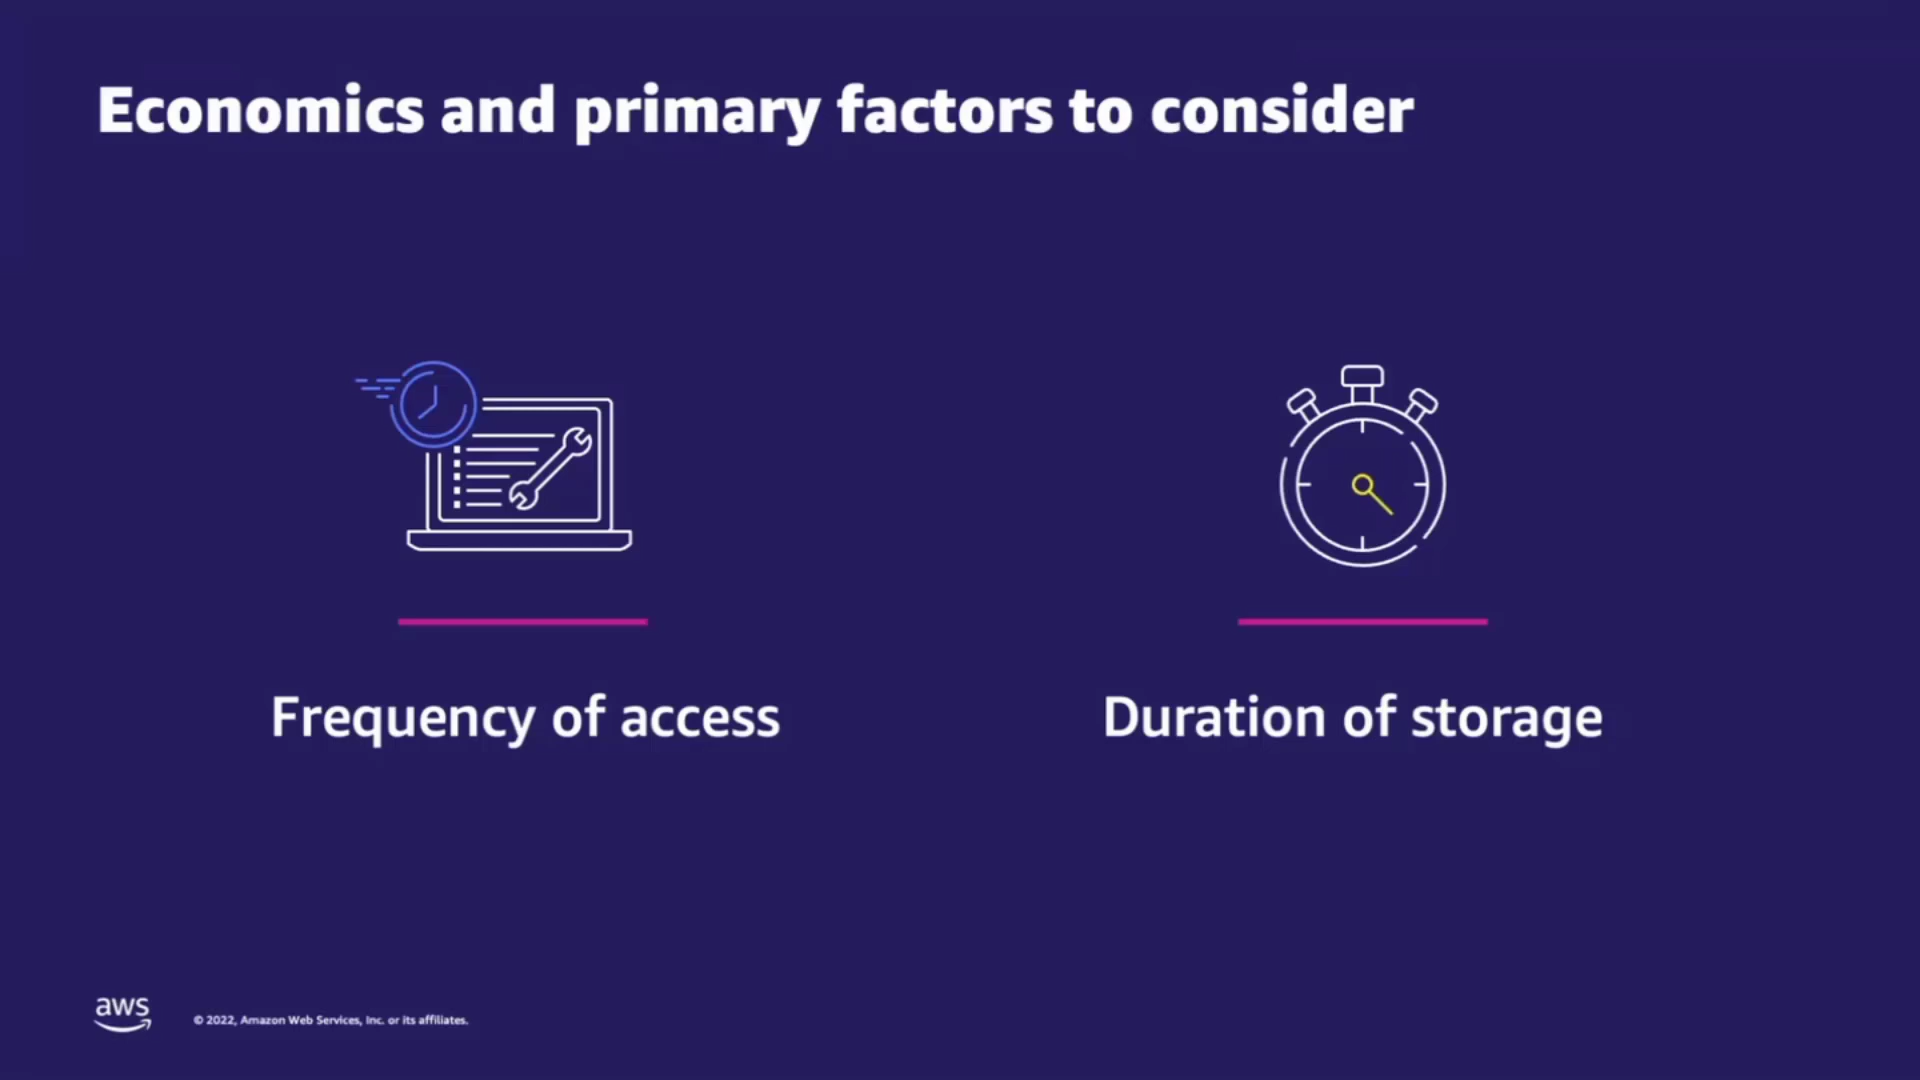 Economics and primary factors to consider
Frequency of access
Duration of storage
aws
© 2022, Amazon Web Services, Inc. or its affiliates.